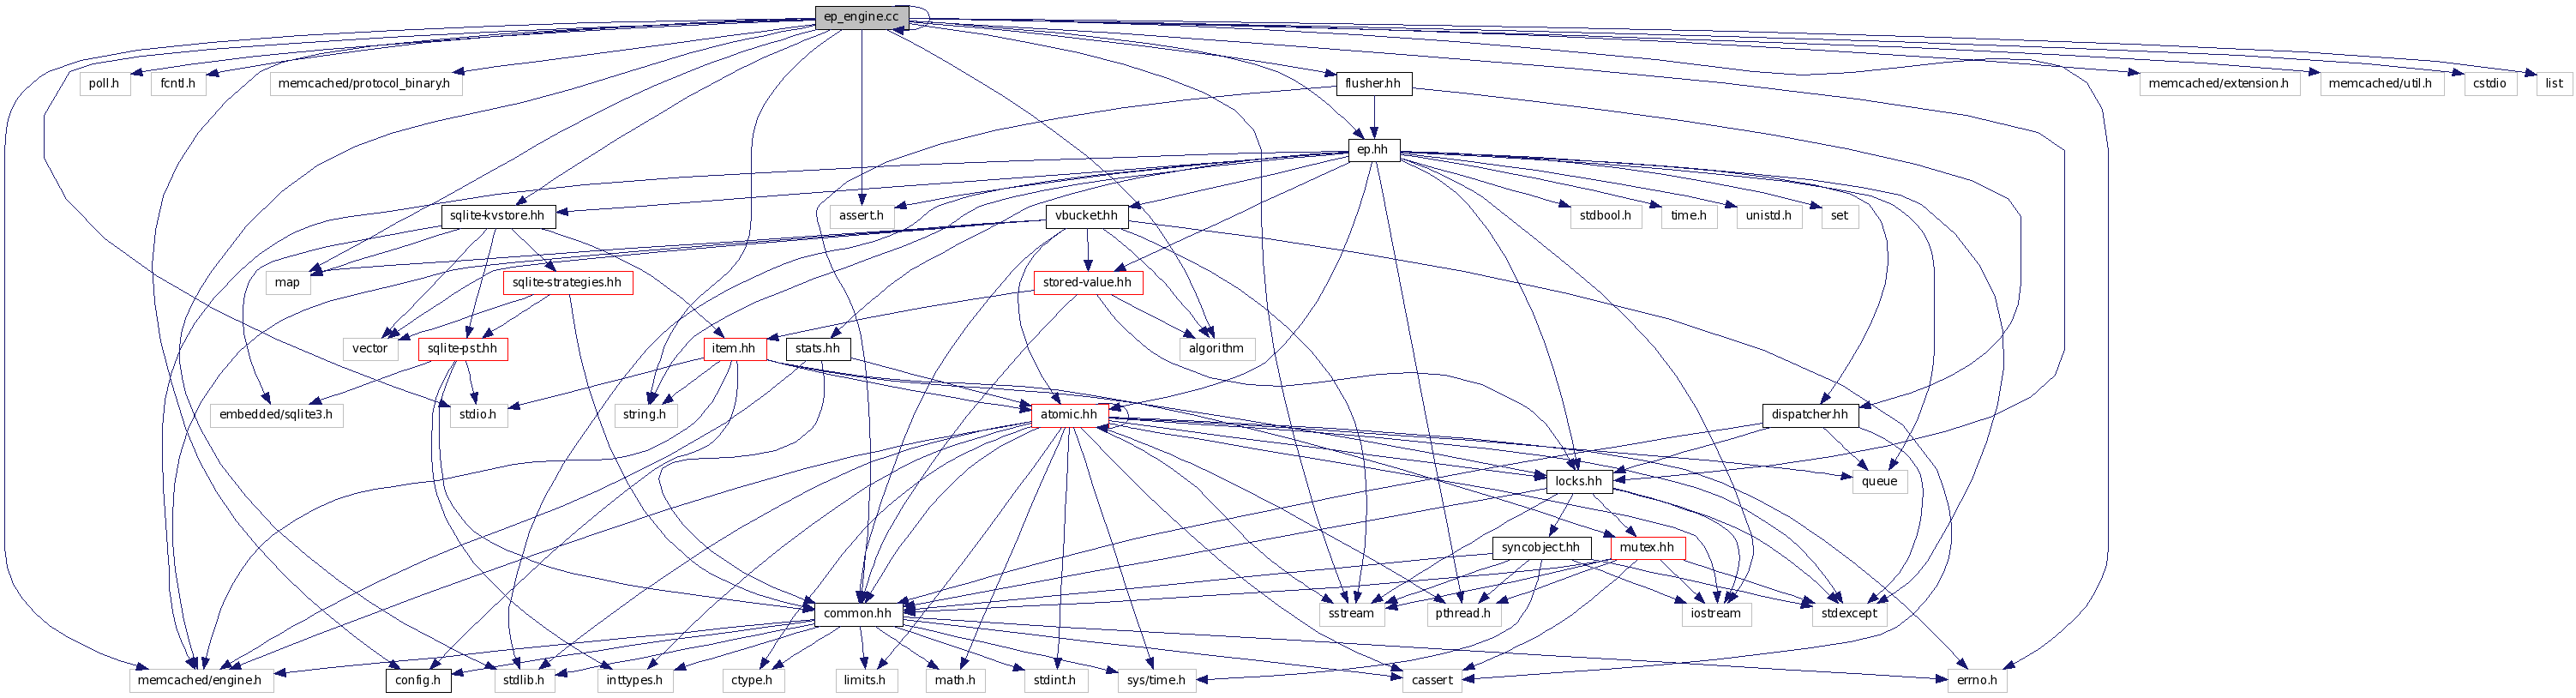 ep_engine.cc
poll.h
fcntl.h
memcached/protocol_binary.h
flusher.hh
memcached/extension.h
memcached/util.h
cstdio
list
ep.hh
sqlite-kvstore.hh
assert.h
vbucket.hh
stdbool.h
time.h
unistd.h
set
map
sqlite-strategies.hh
stored-value.hh
vector
sqlite-pst.hh
item.hh
stats.hh
algorithm
embedded/sqlite3.h
stdio.h
string.h
atomic.hh
dispatcher.hh
locks.hh
queue
syncobject.hh
mutex.hh
common.hh
sstream
pthread.h
iostream
stdexcept
memcached/engine.h
config.h
stdlib.h
inttypes.h
ctype.h
limits.h
math.h
stdint.h
sys/time.h
cassert
errno.h